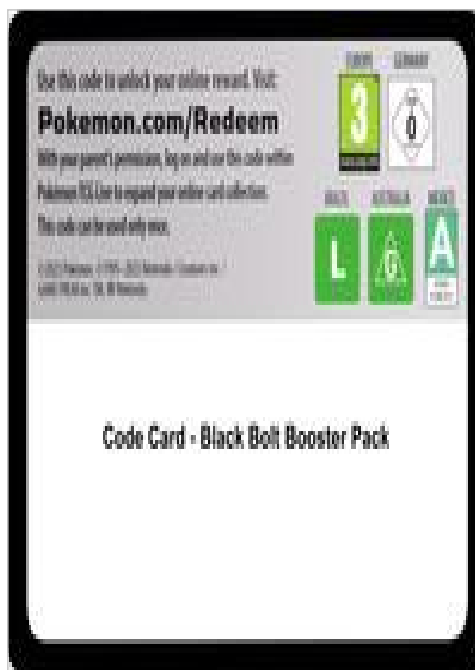 Use this code to unlock your online reward. Visit:
Pokemon.com/Redeem
With your parent's permission, log on and use this code within
Pokémon TCG Live to expand your online card collection.
This code can be used only once.
EUROPE GERMANY
3
0
BRAZIL AUSTRALIA MEXICO
L
G
A
Code Card - Black Bolt Booster Pack